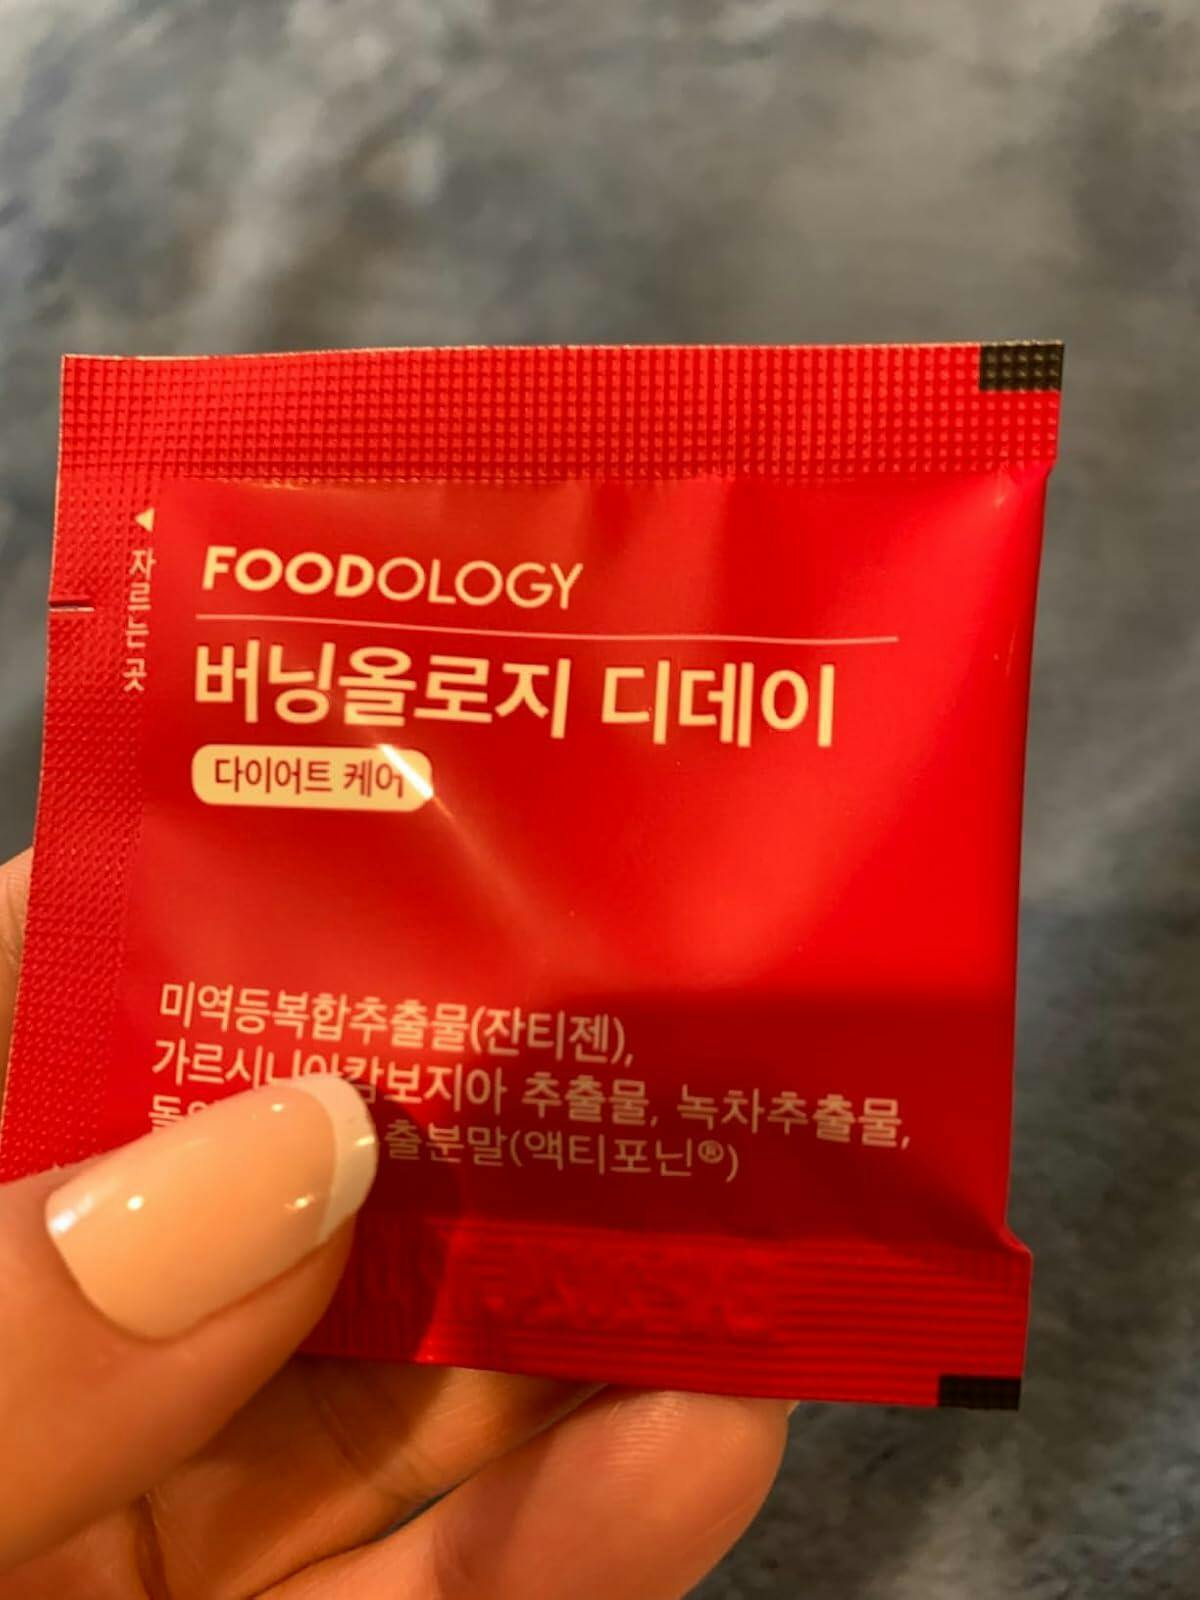 자르는 곳
FOODOLOGY
버닝올로지 디데이
다이어트 케어
미역등복합추출물(잔티젠),
가르시니아캄보지아 추출물, 녹차추출물,
출분말(액티포닌®)